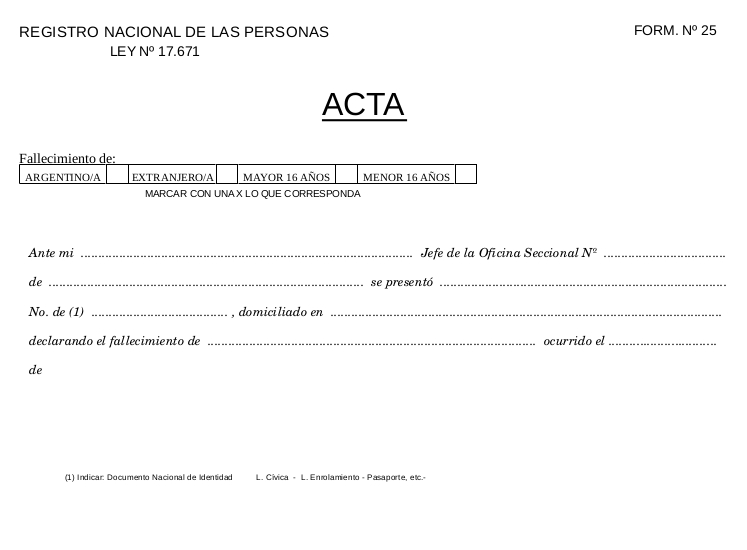 REGISTRO NACIONAL DE LAS PERSONAS FORM. Nº 25
LEY Nº 17.671
ACTA
Fallecimiento de:
ARGENTINO/A EXTRANJERO/A MAYOR 16 AÑOS MENOR 16 AÑOS
MARCAR CON UNA X LO QUE CORRESPONDA
Ante mi ............................................................................................... Jefe de la Oficina Seccional Nº ...................................
de .......................................................................................... se presentó ..................................................................................
No. de (1) ....................................... , domiciliado en ................................................................................................................
declarando el fallecimiento de .............................................................................................. ocurrido el ...............................
de
(1) Indicar: Documento Nacional de Identidad L. Cívica - L. Enrolamiento - Pasaporte, etc.-